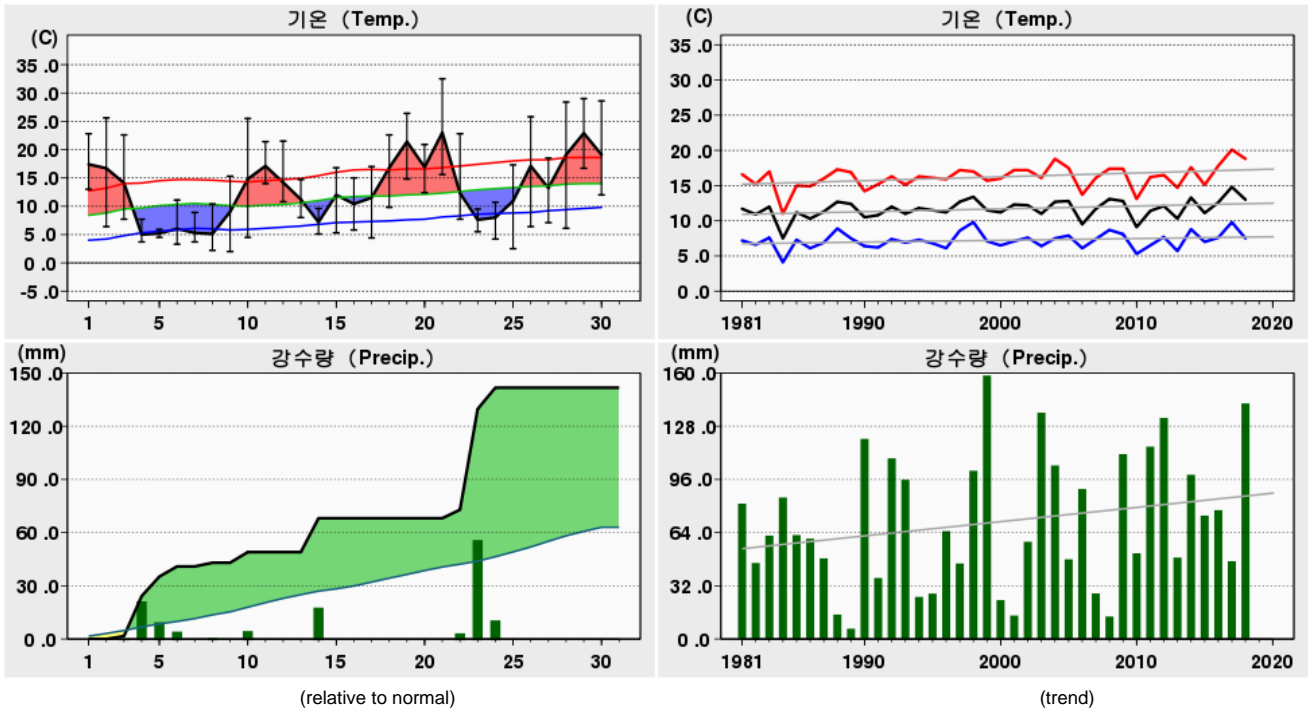 기온 (Temp.)
(C)
35 .0
30 .0
25 .0
20 .0
15 .0
10 .0
5 .0
0 .0
-5 .0
1 5 10 15 20 25 30
기온 (Temp.)
(C)
35 .0
30 .0
25 .0
20 .0
15 .0
10 .0
5 .0
0 .0
1981 1990 2000 2010 2020
강수량 (Precip.)
(mm)
150 .0
120 .0
90 .0
60 .0
30 .0
0 .0
1 5 10 15 20 25 30
(relative to normal)
강수량 (Precip.)
(mm)
160 .0
128 .0
96 .0
64 .0
32 .0
0 .0
1981 1990 2000 2010 2020
(trend)